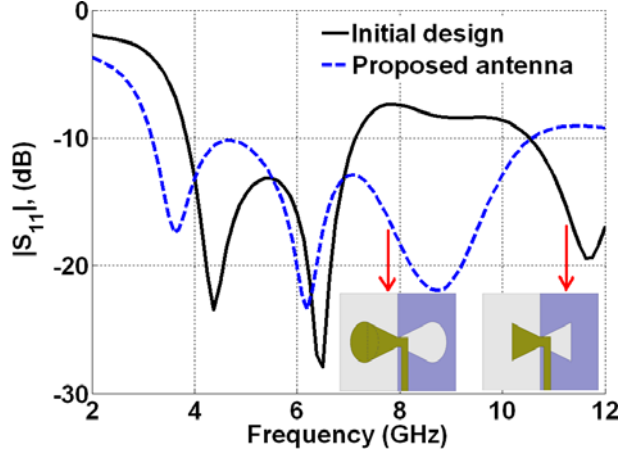 0
Initial design
Proposed antenna
-10
|S11|, (dB)
-20
-30
2 4 6 8 10 12
Frequency (GHz)